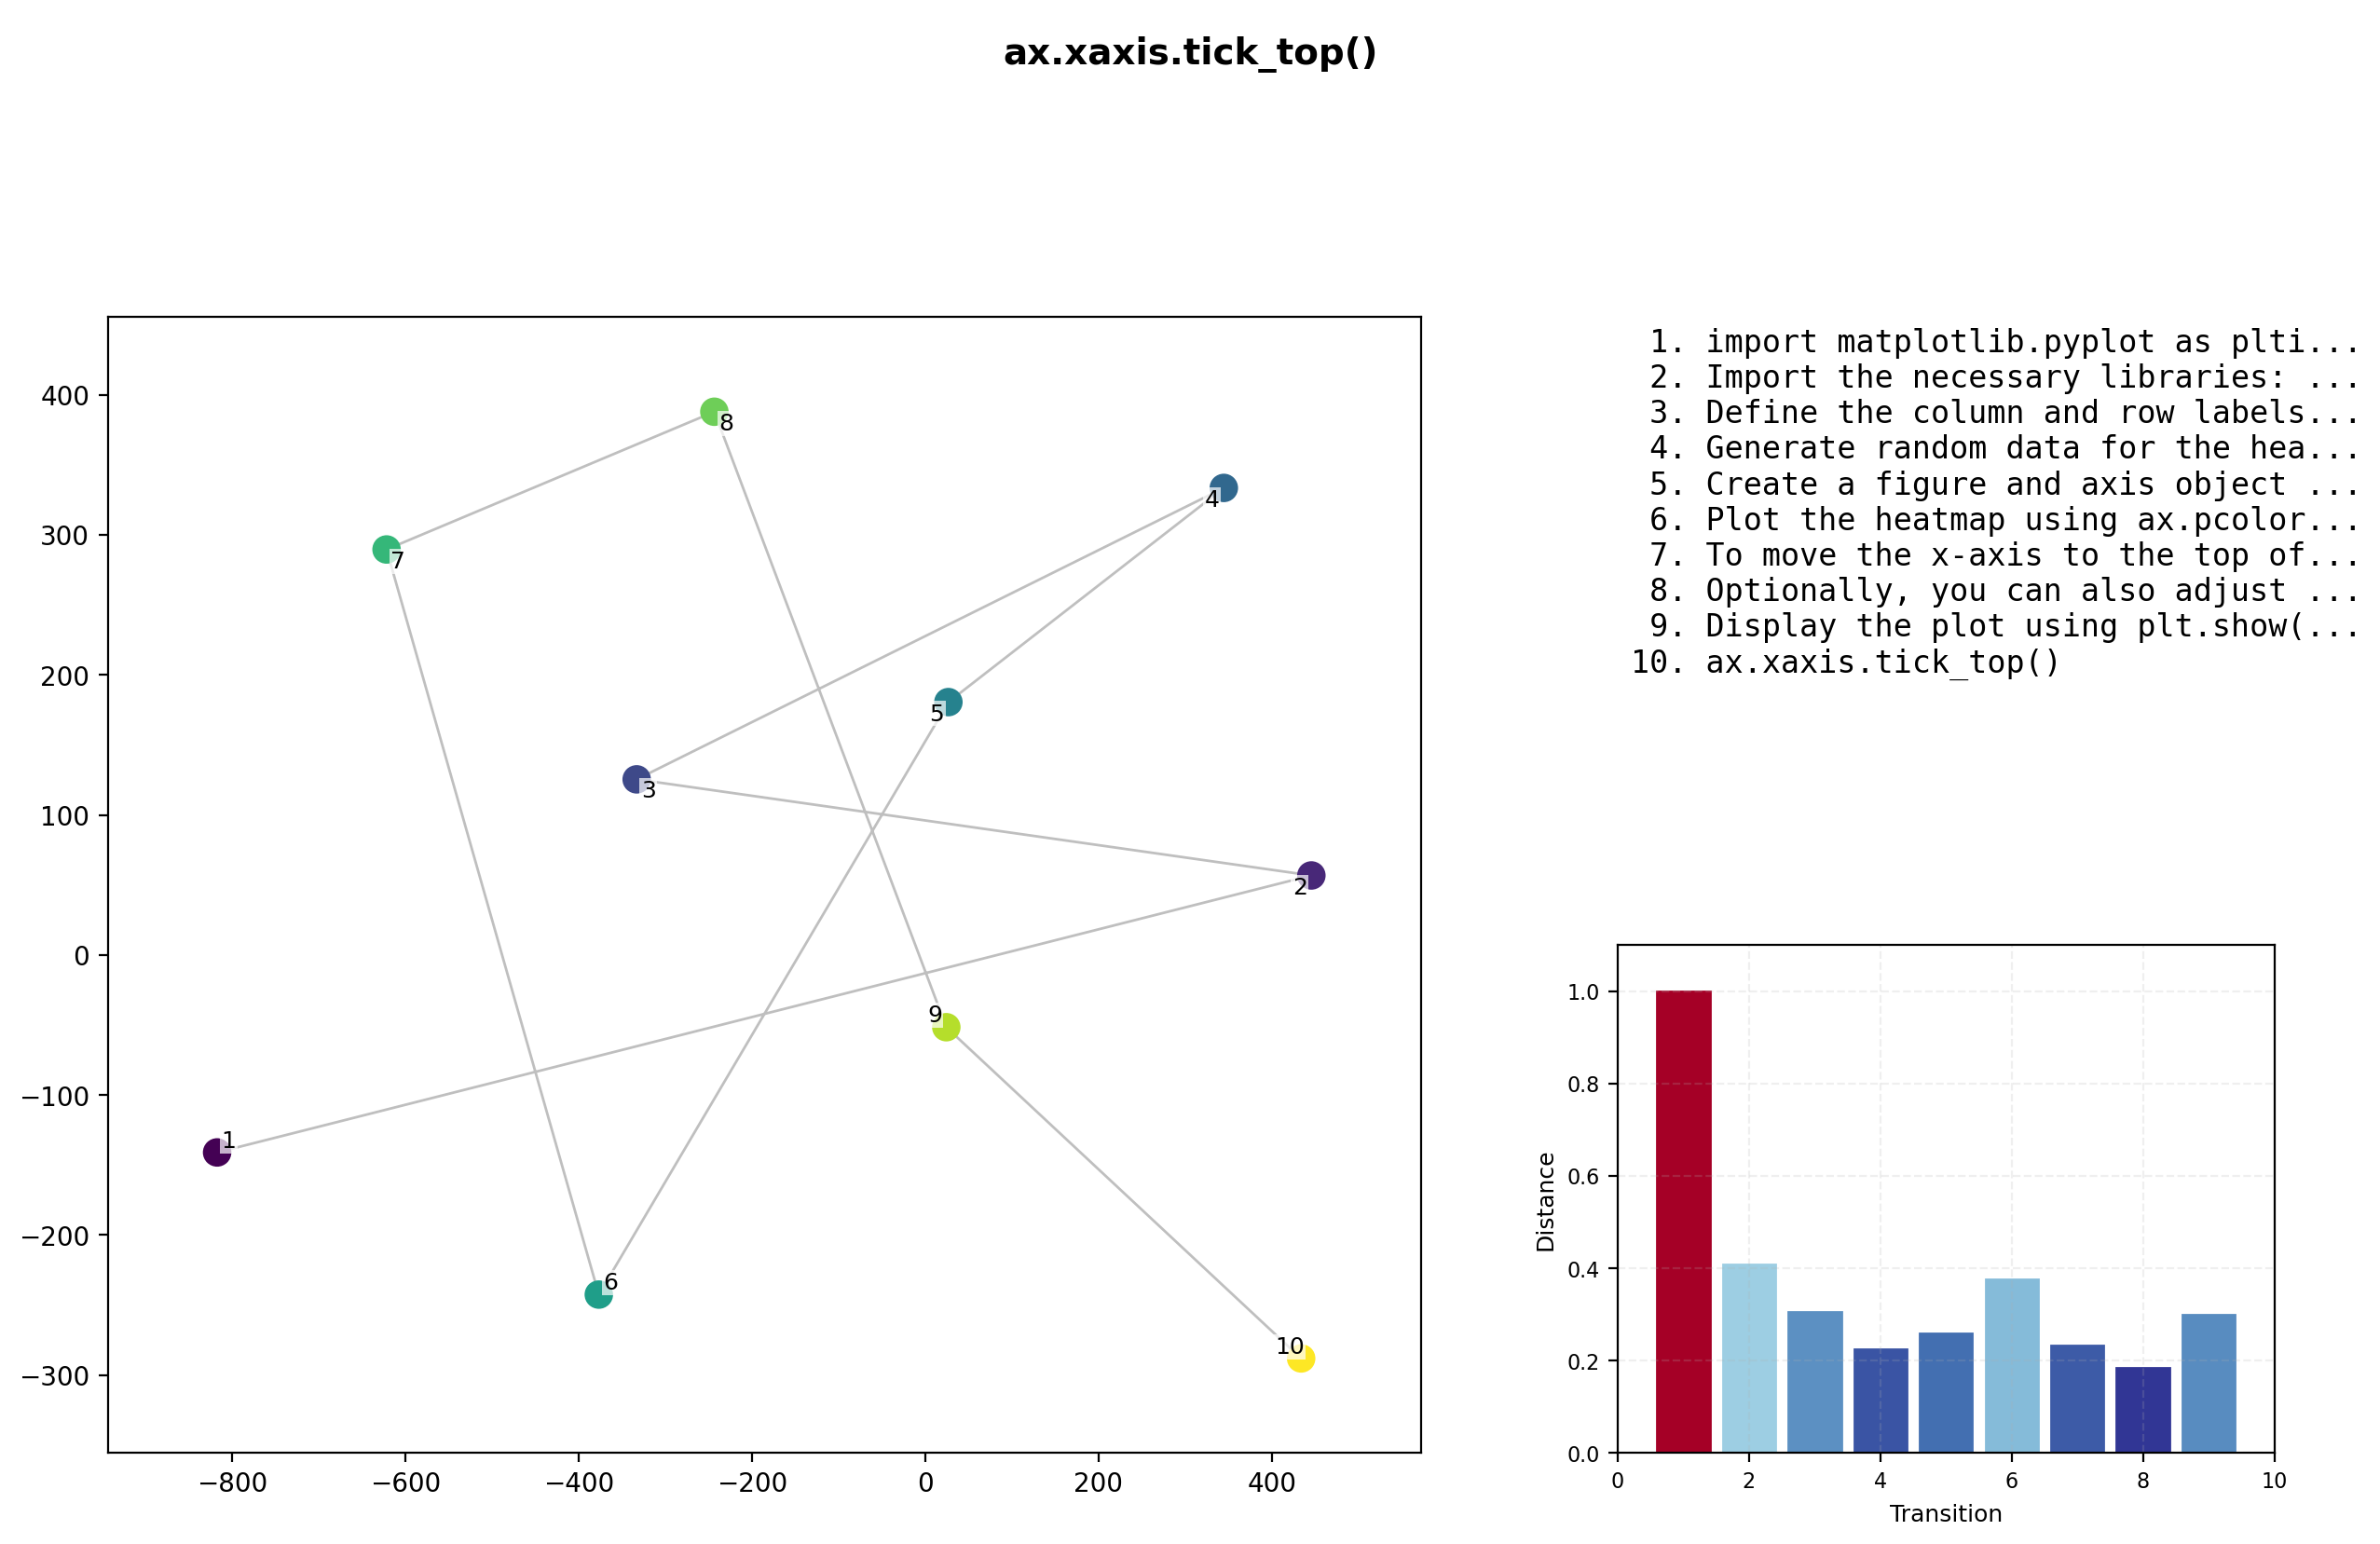 ax.xaxis.tick_top()
400
300
200
100
0
−100
−200
−300
−800
−600
−400
−200
0
200
400
8
4
7
5
3
2
9
1
6
10
1. import matplotlib.pyplot as plti...
2. Import the necessary libraries: ...
3. Define the column and row labels...
4. Generate random data for the hea...
5. Create a figure and axis object ...
6. Plot the heatmap using ax.pcolor...
7. To move the x-axis to the top of...
8. Optionally, you can also adjust ...
9. Display the plot using plt.show(...
10. ax.xaxis.tick_top()
Distance
1.0
0.8
0.6
0.4
0.2
0.0
0
2
4
6
8
10
Transition